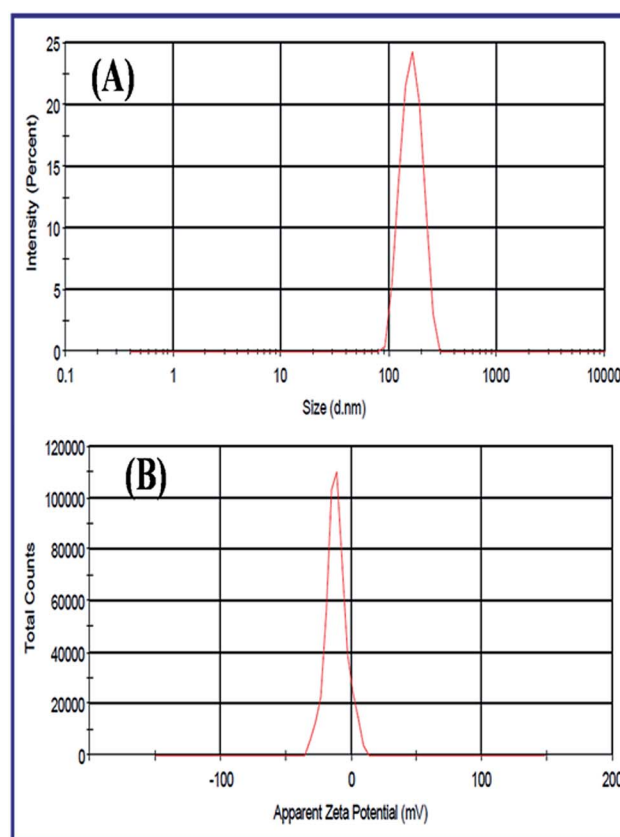 (A)
Intensity (Percent)
25
20
15
10
5
0
0.1 1 10 100 1000 10000
Size (d.nm)
(B)
Total Counts
120000
100000
80000
60000
40000
20000
0
-100 0 100 200
Apparent Zeta Potential (mV)